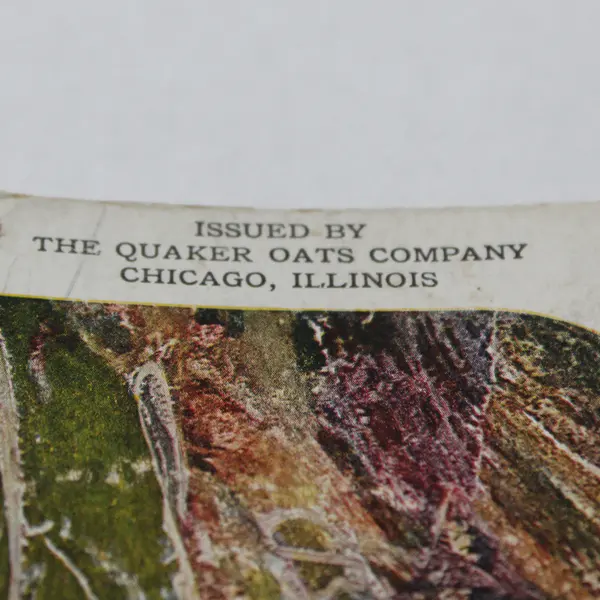 ISSUED BY
THE QUAKER OATS COMPANY
CHICAGO, ILLINOIS